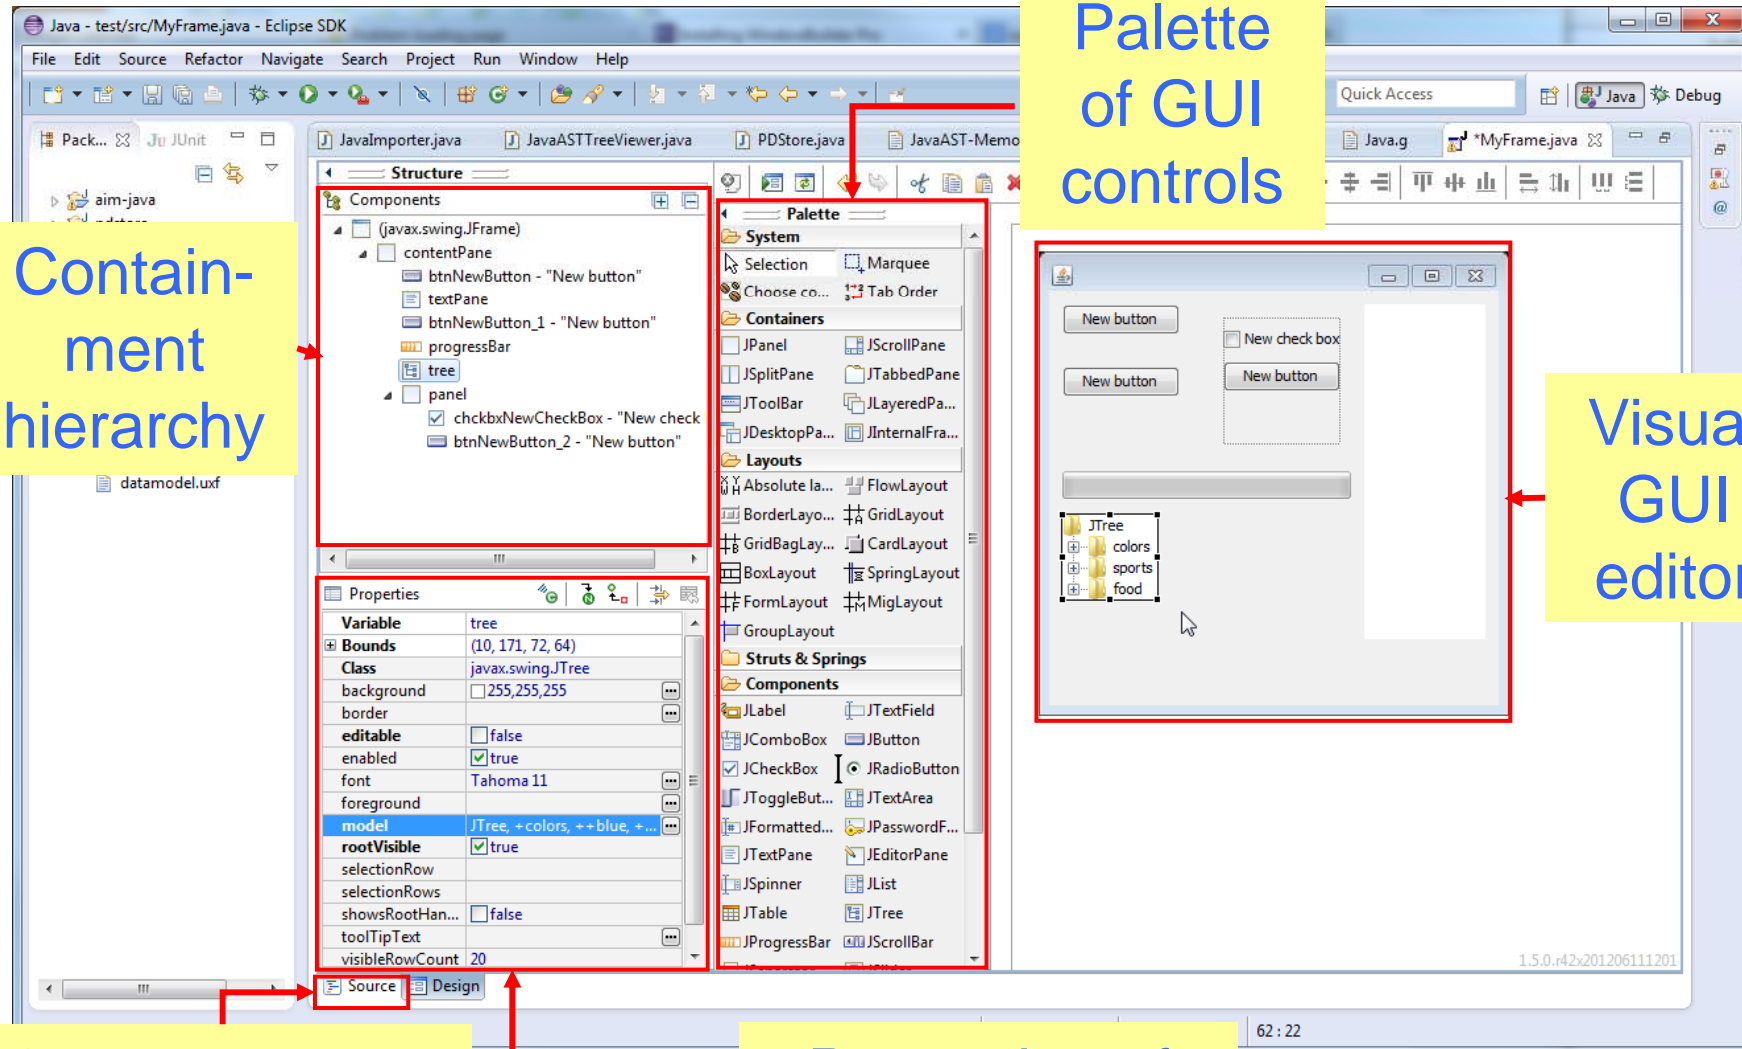 Java - test/src/MyFrame.java - Eclipse SDK
File Edit Source Refactor Navigate Search Project Run Window Help
Palette
of GUI
controls
Quick Access
Java
Debug
Pack...
JUnit
JavaImporter.java
JavaASTTreeViewer.java
PDStore.java
JavaAST-Memo
Java.g
*MyFrame.java
aim-java
Contain-
ment
hierarchy
datamodel.uxf
Structure
Components
(javax.swing.JFrame)
contentPane
btnNewButton - "New button"
textPane
btnNewButton_1 - "New button"
progressBar
tree
panel
chckbxNewCheckBox - "New check
btnNewButton_2 - "New button"
Properties
Variable tree
Bounds (10, 171, 72, 64)
Class javax.swing.JTree
background 255,255,255
border
editable false
enabled true
font Tahoma 11
foreground
model JTree, +colors, ++blue, +...
rootVisible true
selectionRow
selectionRows
showsRootHan... false
toolTipText
visibleRowCount 20
Source
Design
Palette
System
Selection Marquee
Choose co... Tab Order
Containers
JPanel JScrollPane
JSplitPane JTabbedPane
JToolBar JLayeredPa...
JDesktopPa... JInternalFra...
Layouts
Absolute la... FlowLayout
BorderLayo... GridLayout
GridBagLay... CardLayout
BoxLayout SpringLayout
FormLayout MigLayout
GroupLayout
Struts & Springs
Components
JLabel JTextField
JComboBox JButton
JCheckBox JRadioButton
JToggleBut... JTextArea
JFormatted... JPasswordF...
JTextPane JEditorPane
JSpinner JList
JTable JTree
JProgressBar JScrollBar
New button
New check box
New button
New button
JTree
colors
sports
food
Visua
GUI
editor
1.5.0.r42x201206111201
62 : 22